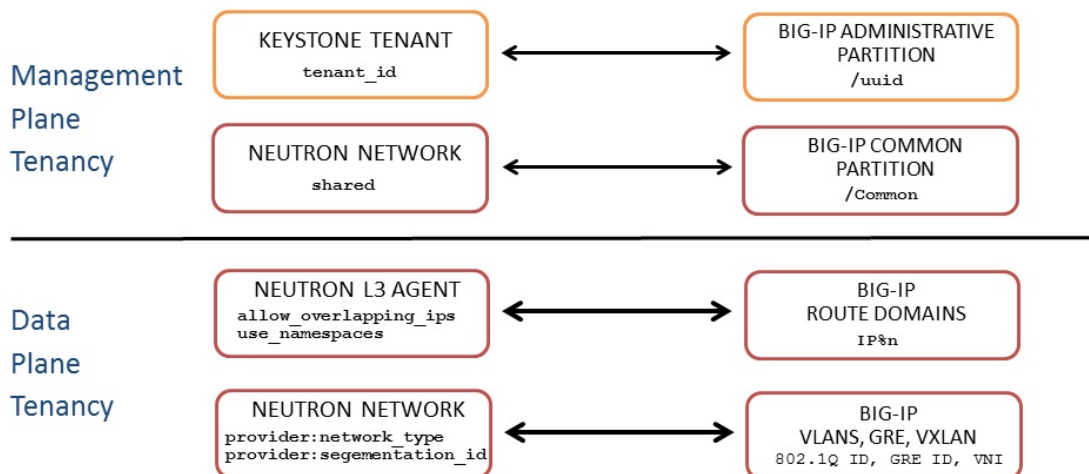 Management
Plane
Tenancy
KEYSTONE TENANT
tenant_id
BIG-IP ADMINISTRATIVE
PARTITION
/uuid
NEUTRON NETWORK
shared
BIG-IP COMMON
PARTITION
/Common
Data
Plane
Tenancy
NEUTRON L3 AGENT
allow_overlapping_ips
use_namespaces
BIG-IP
ROUTE DOMAINS
IP%n
NEUTRON NETWORK
provider:network_type
provider:segementation_id
BIG-IP
VLANS, GRE, VXLAN
802.1Q ID, GRE ID, VNI